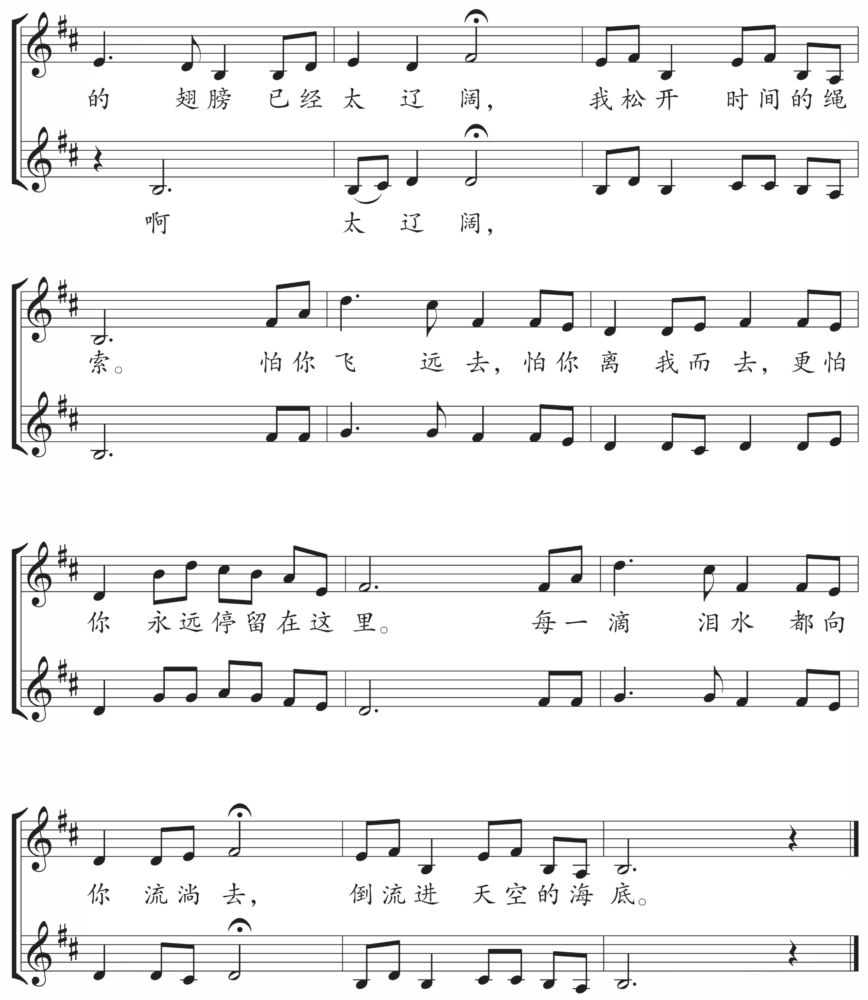 的 翅膀 已经 太 辽 阔， 我松开 时间的绳
啊 太 辽 阔，
索。 怕你 飞 远 去，怕你 离 我而 去，更怕
你 永远停留在这 里。 每一 滴 泪水 都向
你 流淌 去， 倒流进 天空的海 底。